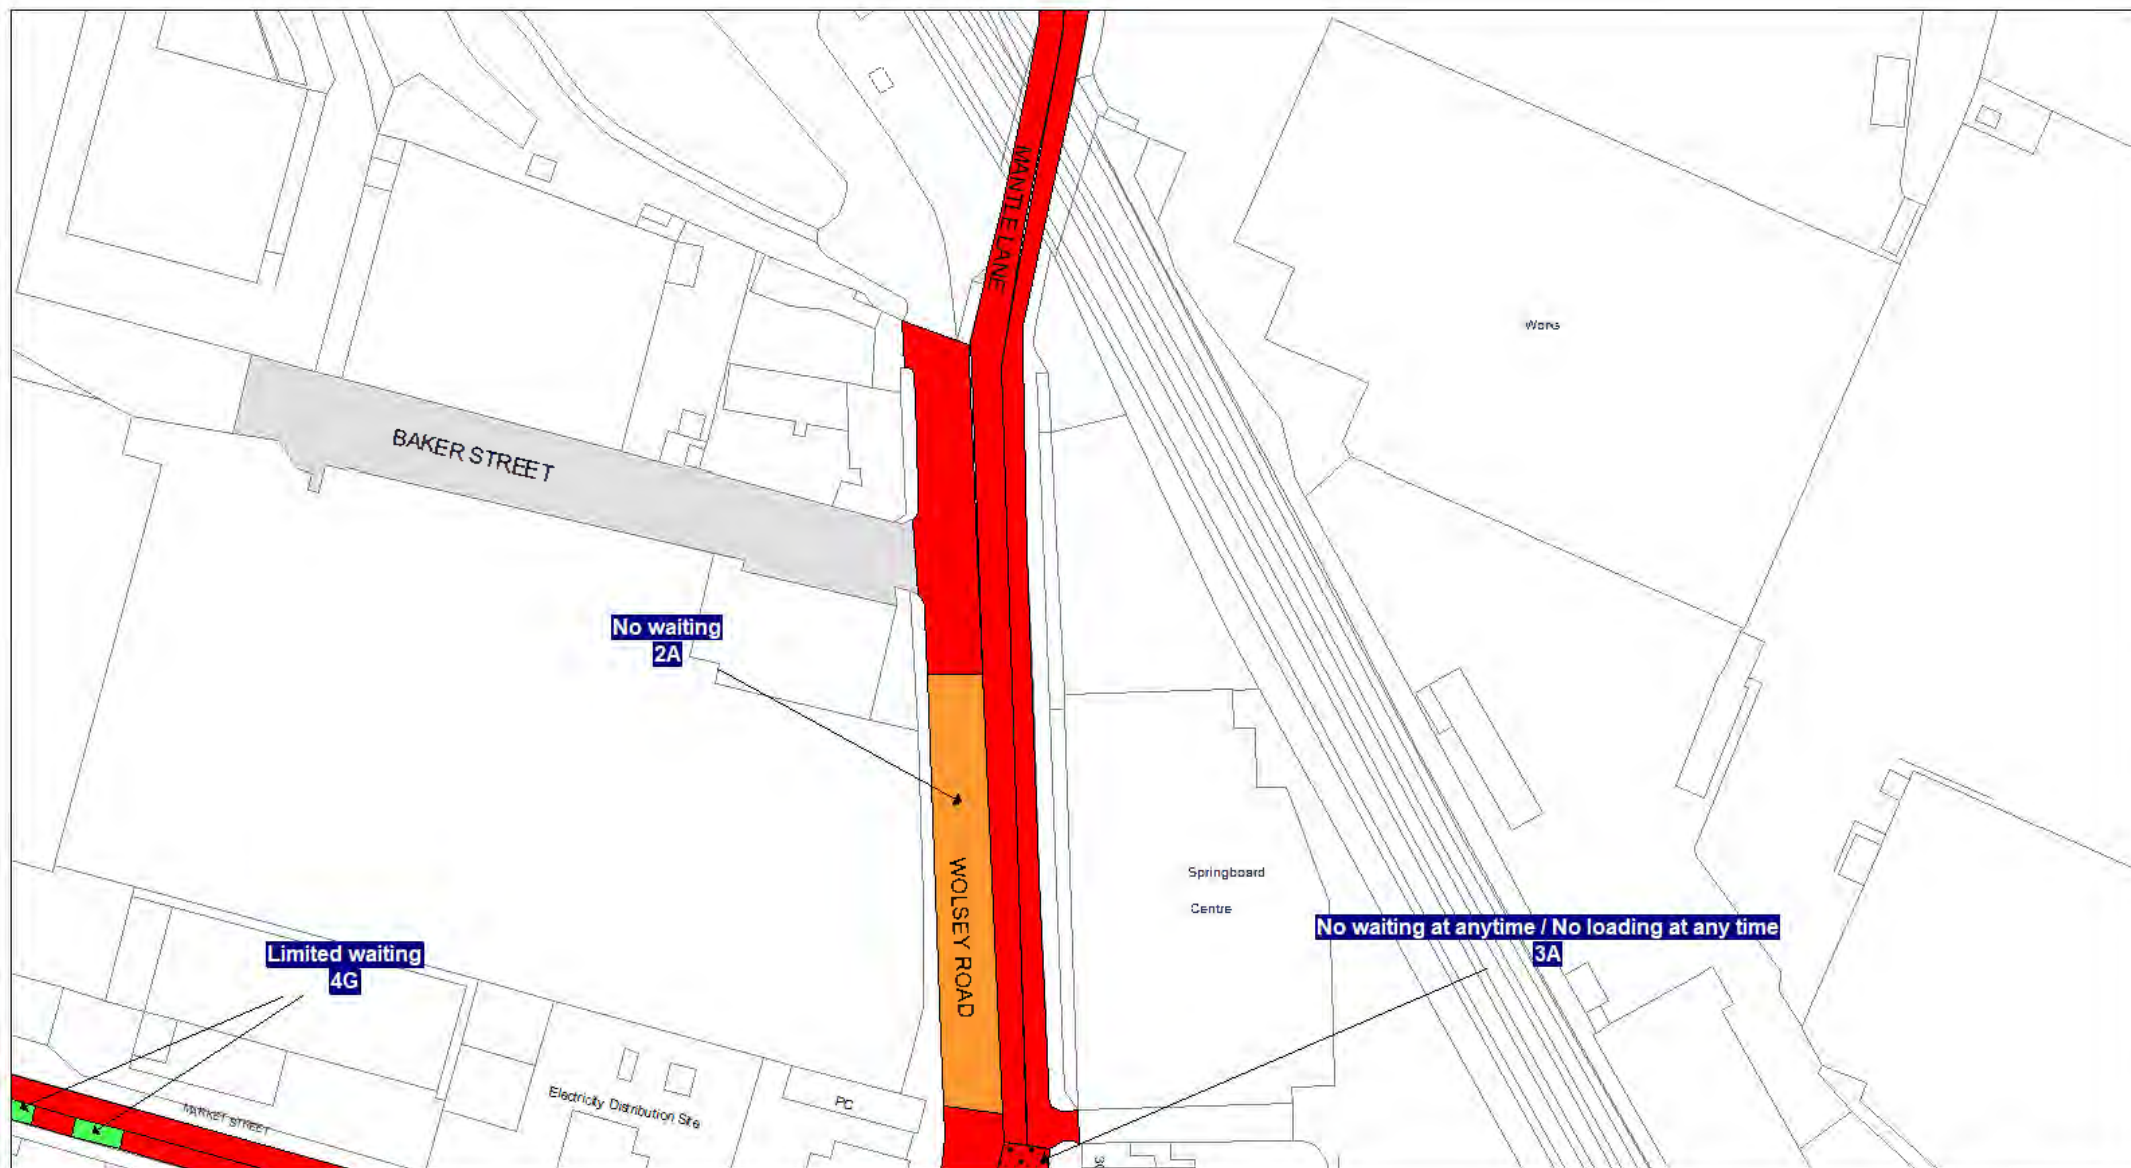 MANTLE LANE
Works
BAKER STREET
No waiting
2A
WOLSEY ROAD
Springboard
Centre
No waiting at anytime / No loading at any time
3A
Limited waiting
4G
MARKET STREET
Electricity Distribution Site
PC